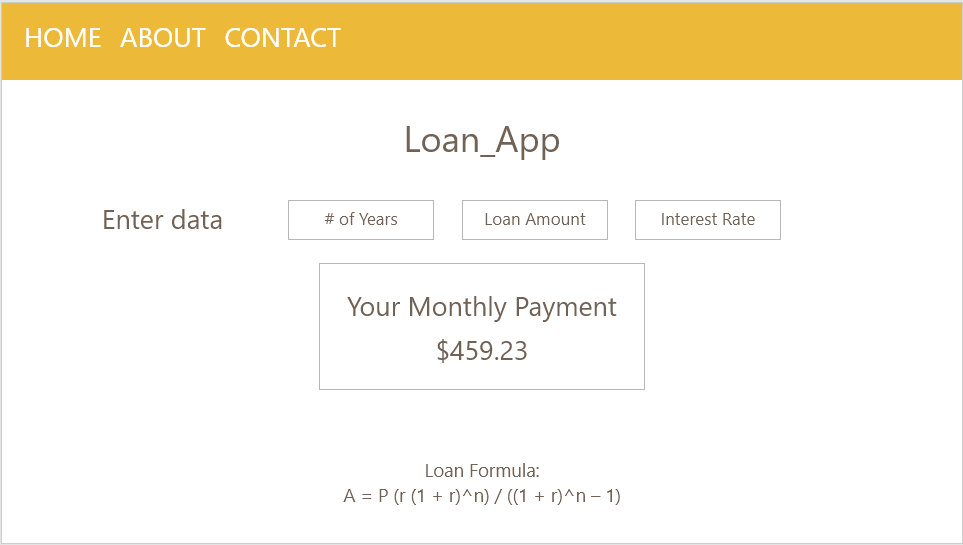 HOME ABOUT CONTACT
Loan_App
Enter data
# of Years
Loan Amount
Interest Rate
Your Monthly Payment
$459.23
Loan Formula:
A = P (r (1 + r)^n) / ((1 + r)^n – 1)